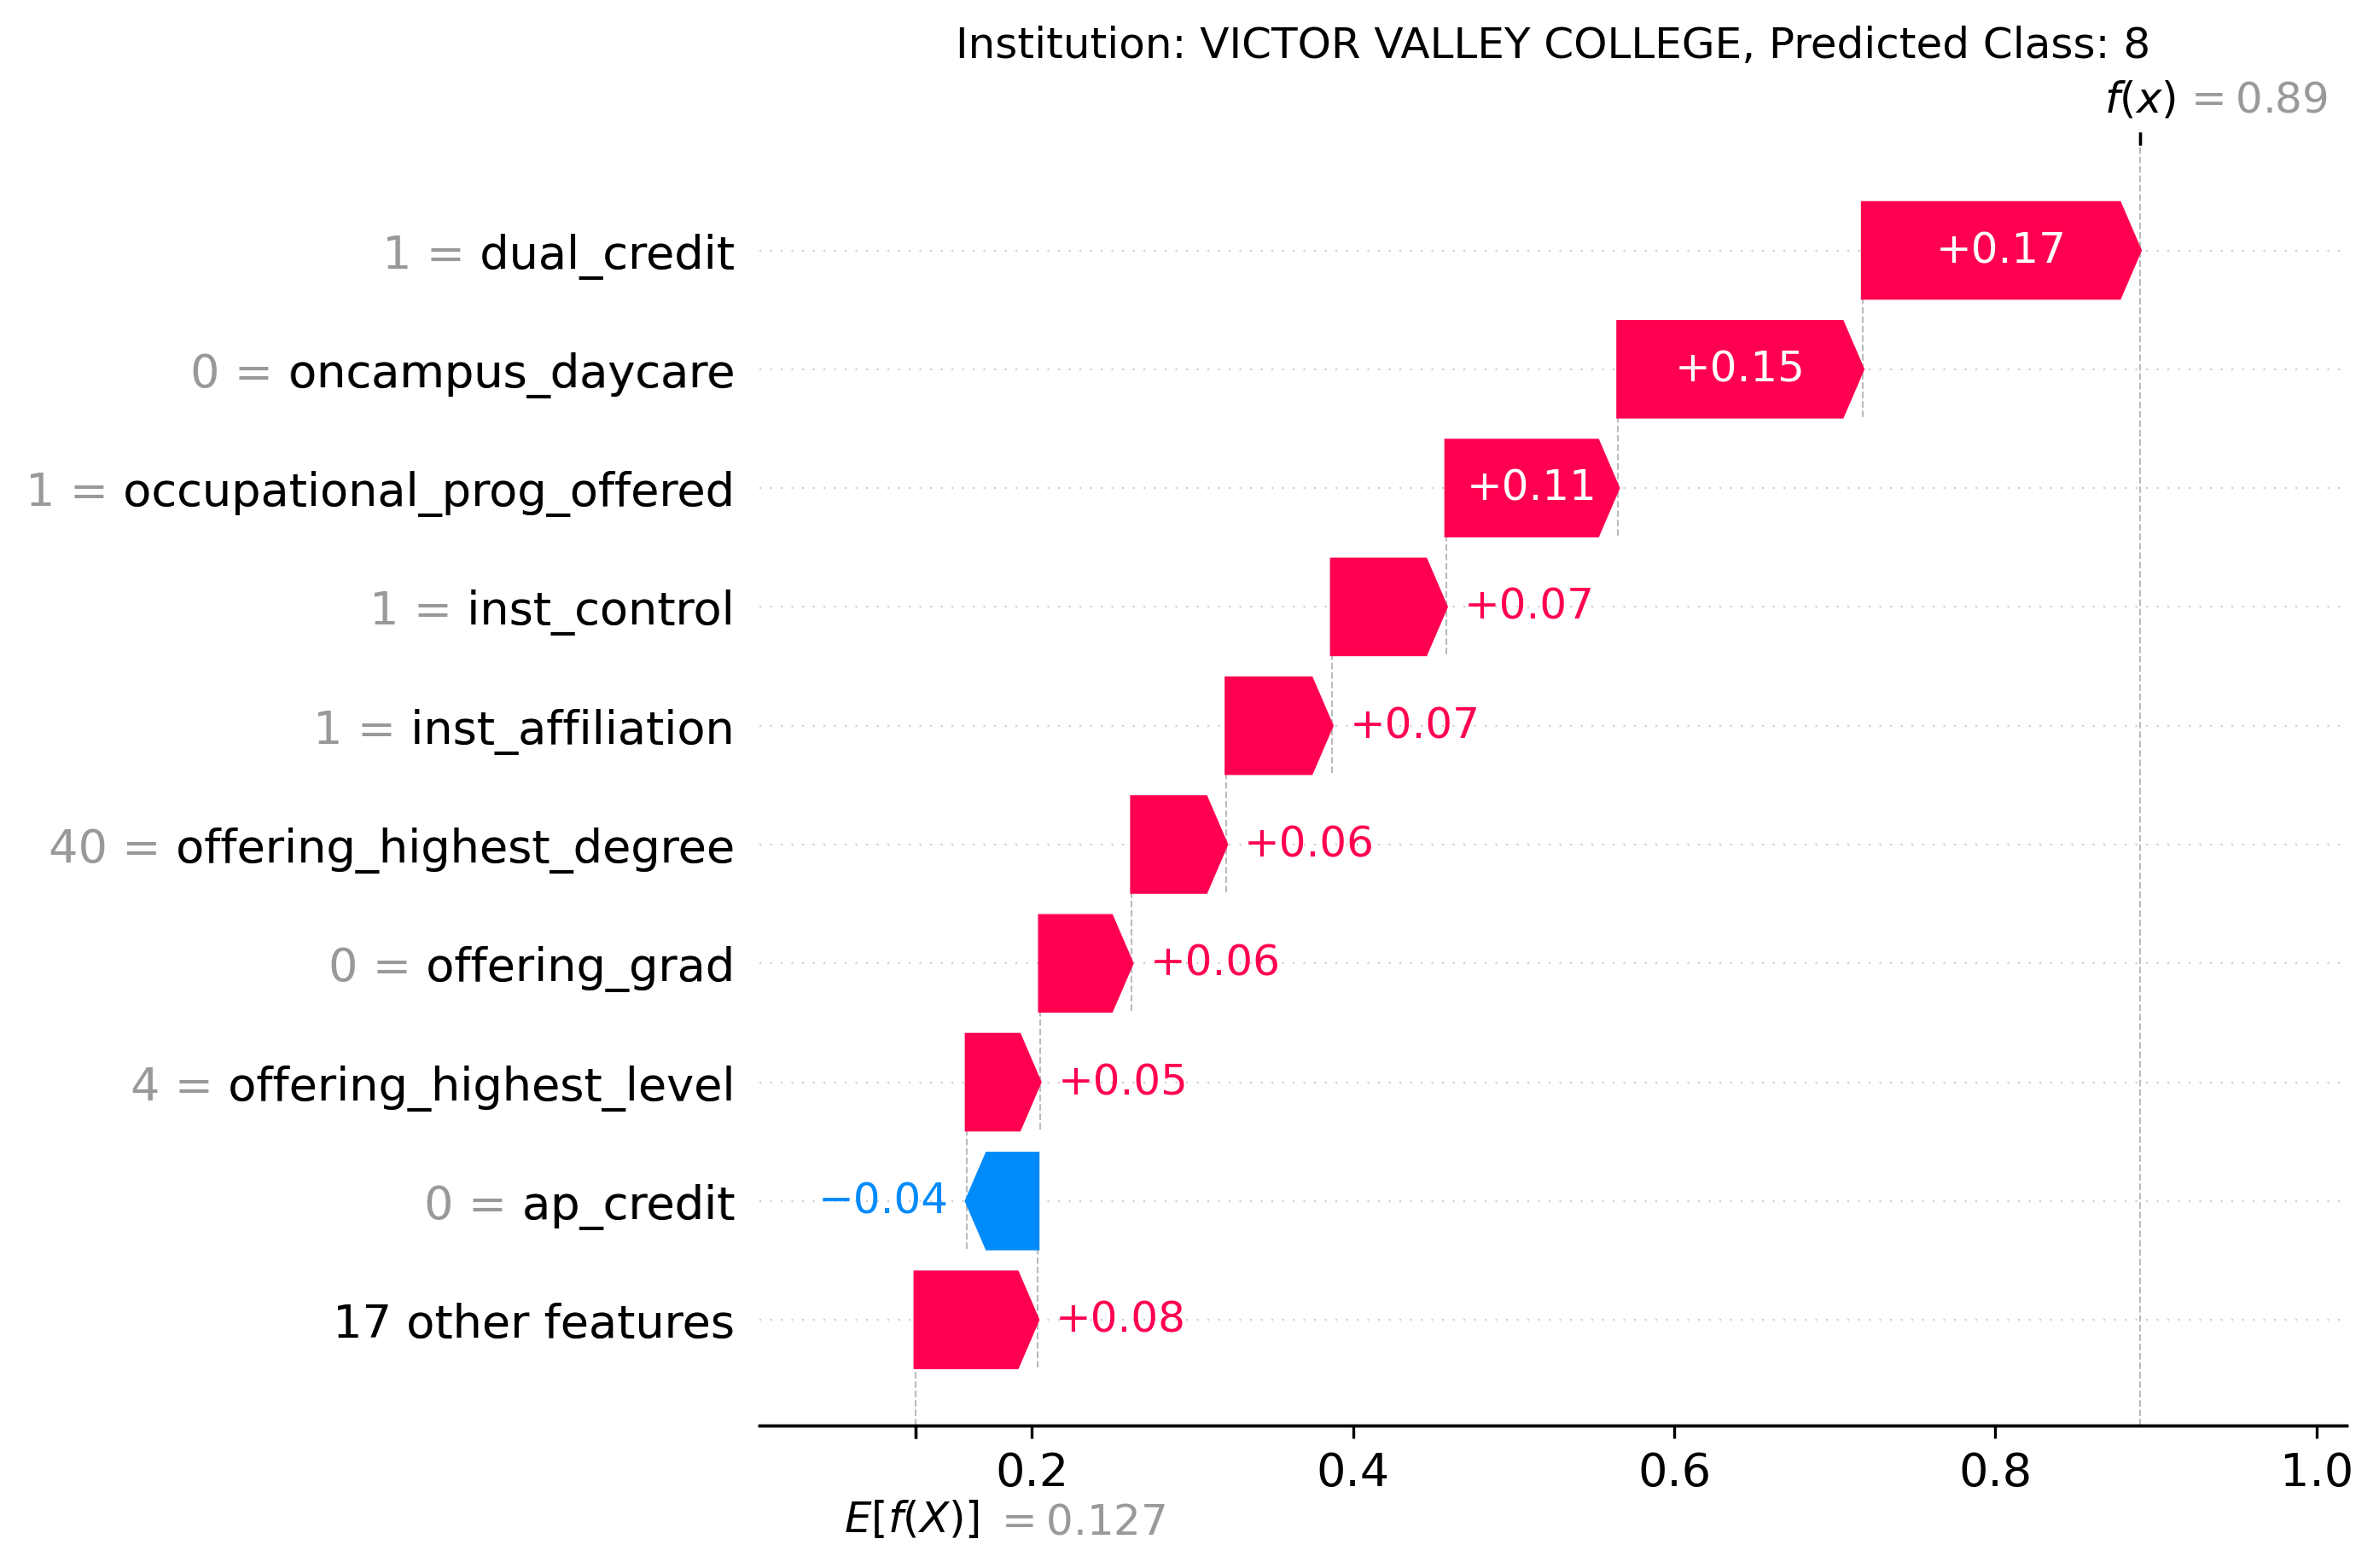 Institution: VICTOR VALLEY COLLEGE, Predicted Class: 8
f(x) = 0.89
1 = dual_credit +0.17
0 = oncampus_daycare +0.15
1 = occupational_prog_offered +0.11
1 = inst_control +0.07
1 = inst_affiliation +0.07
40 = offering_highest_degree +0.06
0 = offering_grad +0.06
4 = offering_highest_level +0.05
0 = ap_credit −0.04
17 other features +0.08
0.2 0.4 0.6 0.8 1.0
E[f(X)] = 0.127